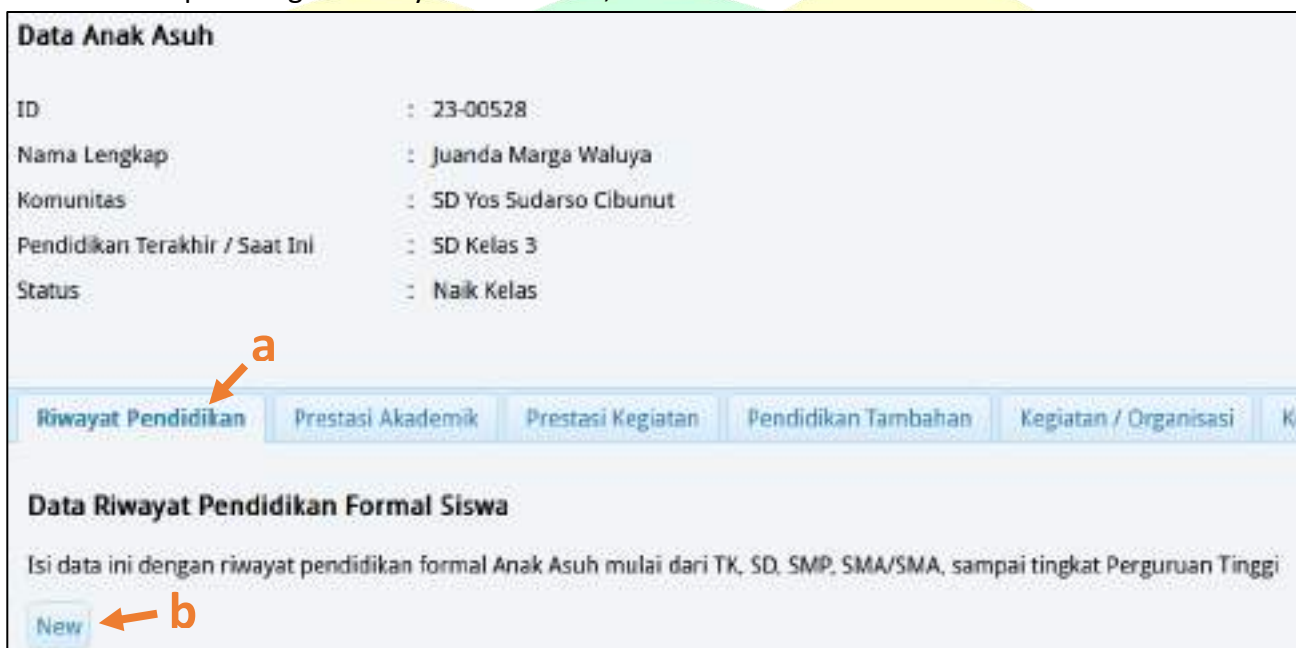 Data Anak Asuh
ID : 23-00528
Nama Lengkap : Juanda Marga Waluya
Komunitas : SD Yos Sudarso Cibunut
Pendidikan Terakhir / Saat Ini : SD Kelas 3
Status : Naik Kelas
a
Riwayat Pendidikan Prestasi Akademik Prestasi Kegiatan Pendidikan Tambahan Kegiatan / Organisasi
Data Riwayat Pendidikan Formal Siswa
Isi data ini dengan riwayat pendidikan formal Anak Asuh mulai dari TK, SD, SMP, SMA/SMA, sampai tingkat Perguruan Tinggi
New b